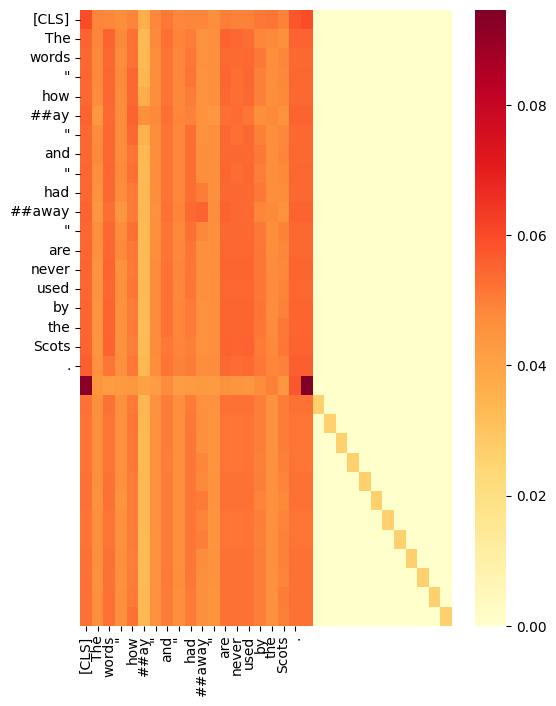 [CLS]
The
words
"
how
##ay
"
and
"
had
##away
"
are
never
used
by
the
Scots
.
[CLS]
The
words
"
how
##ay
"
and
"
had
##away
"
are
never
used
by
the
Scots
.
0.08
0.06
0.04
0.02
0.00